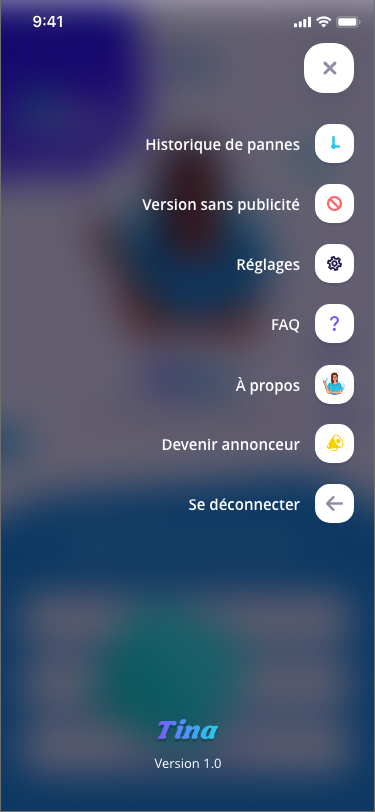 9:41
Historique de pannes
Version sans publicité
Réglages
FAQ
?
À propos
Devenir annonceur
Se déconnecter
Tina
Version 1.0